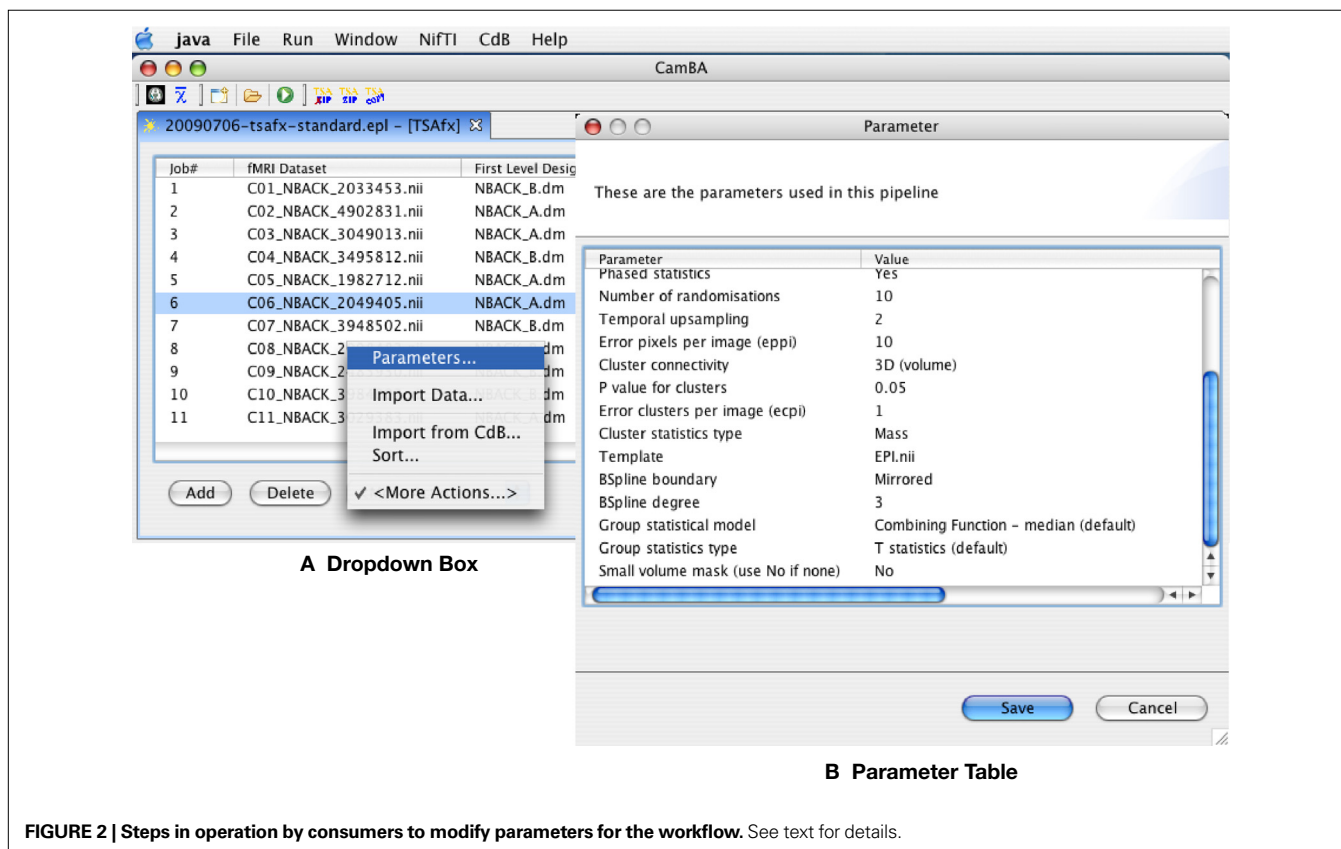 java File Run Window NifTI CdB Help
CamBA
TSA ZIP TSA ZIP TSA
20090706-tsafx-standard.epl - [TSAfx]
Job# fMRI Dataset First Level Desig
1 C01_NBACK_2033453.nii NBACK_B.dm
2 C02_NBACK_4902831.nii NBACK_A.dm
3 C03_NBACK_3049013.nii NBACK_A.dm
4 C04_NBACK_3495812.nii NBACK_B.dm
5 C05_NBACK_1982712.nii NBACK_A.dm
6 C06_NBACK_2049405.nii NBACK_A.dm
7 C07_NBACK_3948502.nii NBACK_B.dm
8 C08_NBACK_2 dm
9 C09_NBACK_2 dm
10 C10_NBACK_3 dm
11 C11_NBACK_3 dm
Parameters...
Import Data...
Import from CdB...
Sort...
<More Actions...>
Add Delete
A Dropdown Box
Parameter
These are the parameters used in this pipeline
Parameter Value
Phased statistics Yes
Number of randomisations 10
Temporal upsampling 2
Error pixels per image (eppi) 10
Cluster connectivity 3D (volume)
P value for clusters 0.05
Error clusters per image (ecpi) 1
Cluster statistics type Mass
Template EPI.nii
BSpline boundary Mirrored
BSpline degree 3
Group statistical model Combining Function - median (default)
Group statistics type T statistics (default)
Small volume mask (use No if none) No
Save Cancel
B Parameter Table
FIGURE 2 | Steps in operation by consumers to modify parameters for the workflow. See text for details.